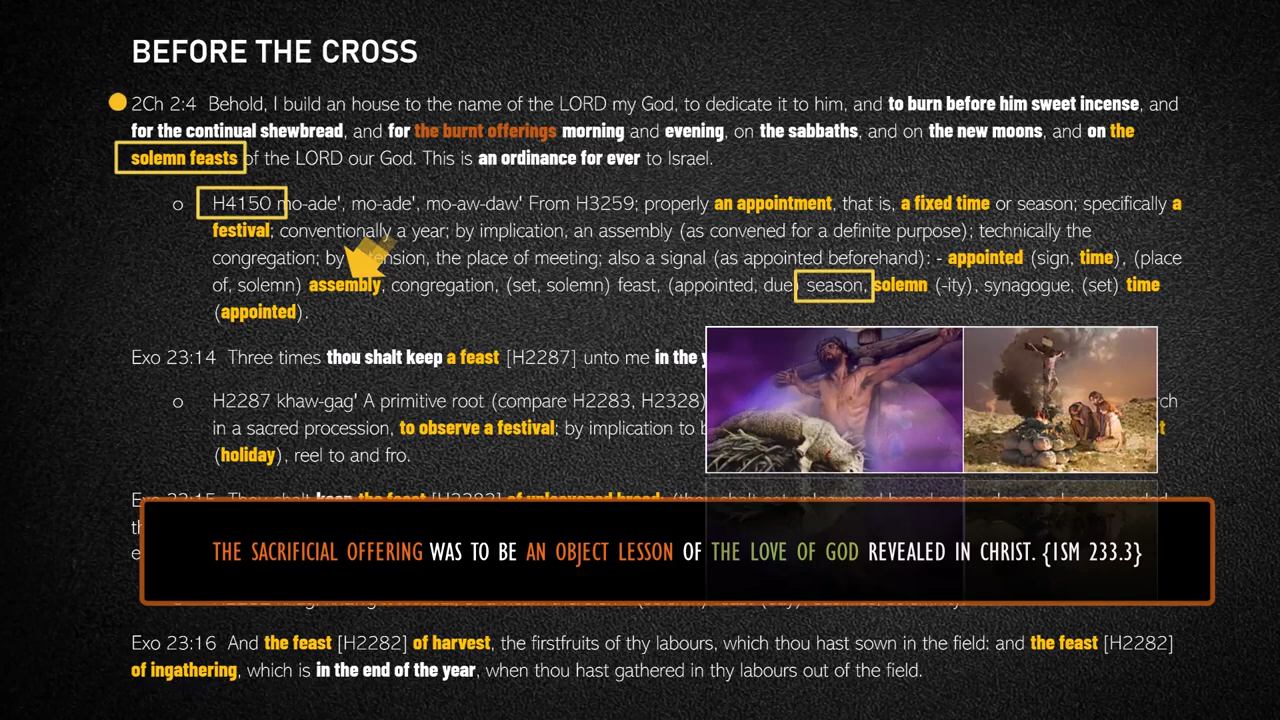 BEFORE THE CROSS
2Ch 2:4 Behold, I build an house to the name of the LORD my God, to dedicate it to him, and to burn before him sweet incense, and
for the continual shewbread, and for the burnt offerings morning and evening, on the sabbaths, and on the new moons, and on the
solemn feasts of the LORD our God. This is an ordinance for ever to Israel.
o H4150 mo-ade', mo-ade', mo-aw-daw' From H3259; properly an appointment, that is, a fixed time or season; specifically a
festival; conventionally a year; by implication, an assembly (as convened for a definite purpose); technically the
congregation; by the place of meeting; also a signal (as appointed beforehand): - appointed (sign, time), (place
of, solemn) assembly, congregation, (set, solemn) feast, (appointed, due) season, solemn (-ity), synagogue, (set) time
(appointed).
Exo 23:14 Three times thou shalt keep a feast [H2287] unto me in the
o H2287 khaw-gag' A primitive root (compare H2283, H2328)
in a sacred procession, to observe a festival; by implication to
(holiday), reel to and fro.
THE SACRIFICIAL OFFERING WAS TO BE AN OBJECT LESSON OF THE LOVE OF GOD REVEALED IN CHRIST. {1SM 233.3}
Exo 23:16 And the feast [H2282] of harvest, the firstfruits of thy labours, which thou hast sown in the field: and the feast [H2282]
of ingathering, which is in the end of the year, when thou hast gathered in thy labours out of the field.